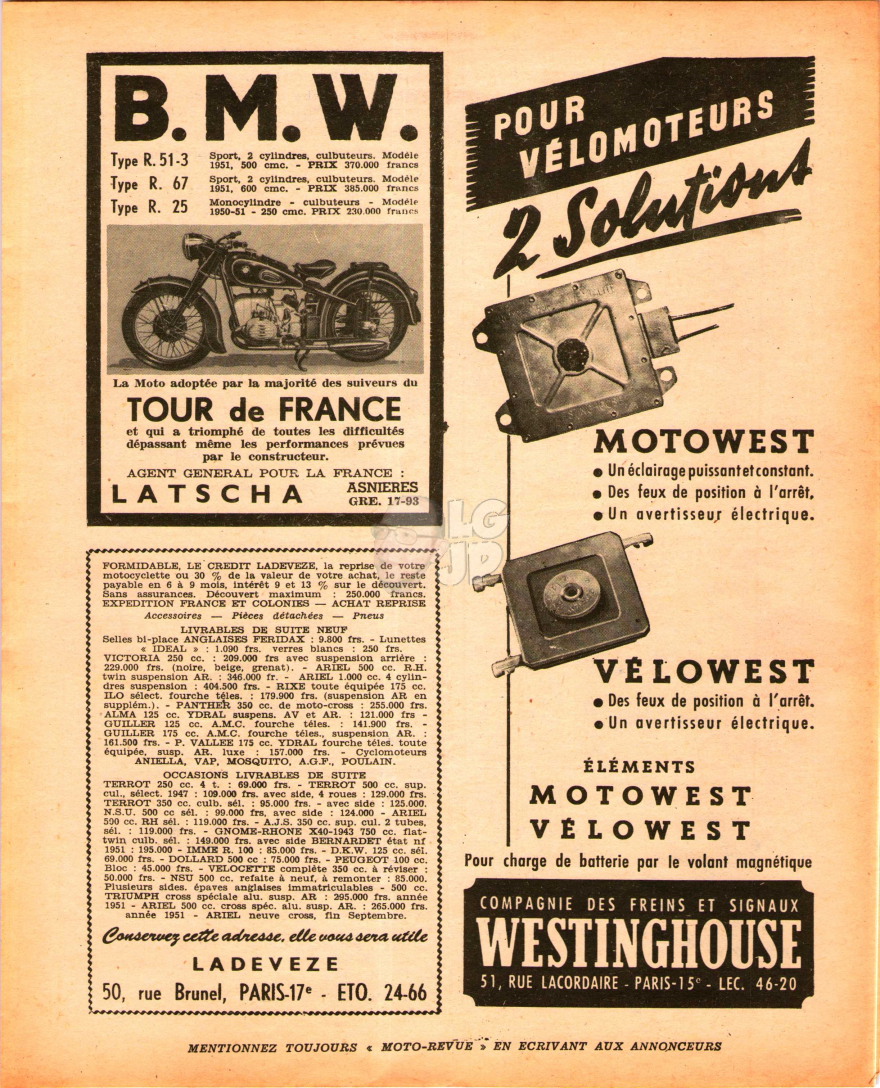 B.M.W.
Type R. 51-3 Sport, 2 cylindres, culbuteurs. Modéle
1951, 500 cmc. - PRIX 370.000 francs
Type R. 67 Sport, 2 cylindres, culbuteurs. Modéle
1951, 600 cmc. - PRIX 385.000 francs
Type R. 25 Monocylindre - culbuteurs - Modéle
1950-51 - 250 cmc. PRIX 230.000 francs
La Moto adoptée par la majorité des suiveurs du
TOUR de FRANCE
et qui a triomphé de toutes les difficultés
dépassant même les performances prévues
par le constructeur.
AGENT GENERAL POUR LA FRANCE :
LATSCHA ASNIERES
GRE. 17-93
FORMIDABLE, LE CREDIT LADEVEZE, la reprise de votre
motocyclette ou 30 % de la valeur de votre achat, le reste
payable en 6 à 9 mois, intérêt 9 et 13 % sur le découvert.
Sans assurances. Découvert maximum : 250.000 francs.
EXPEDITION FRANCE ET COLONIES — ACHAT REPRISE
Accessoires — Pièces détachées — Pneus
LIVRABLES DE SUITE NEUF
Selles bi-place ANGLAISES FERIDAX : 9.800 frs. - Lunettes
« IDEAL » : 1.090 frs. verres blancs : 250 frs.
VICTORIA 250 cc. : 209.000 frs avec suspension arrière :
229.000 frs. (noire, beige, grenat). - ARIEL 500 cc. R.H.
twin suspension AR. : 346.000 fr. - ARIEL 1.000 cc. 4 cylin-
dres suspension : 404.500 frs. - RIXE toute équipée 175 cc.
ILO sélect. fourche téles. : 179.900 frs. (suspension AR en
supplém.). - PANTHER 350 cc. de moto-cross : 255.000 frs.
ALMA 125 cc. YDRAL suspens. AV et AR. : 121.000 frs -
GUILLER 125 cc. A.M.C. fourche téles. : 141.900 frs. -
GUILLER 175 cc. A.M.C. fourche téles., suspension AR. :
161.500 frs. - P. VALLEE 175 cc. YDRAL fourche téles. toute
équipée, susp. AR. luxe : 157.000 frs. - Cyclomoteurs
ANIELLA, VAP, MOSQUITO, A.G.F., POULAIN.
OCCASIONS LIVRABLES DE SUITE
TERROT 250 cc. 4 t. : 69.000 frs. - TERROT 500 cc. sup.
cul., sélect. 1947 : 109.000 frs. avec side, 4 roues : 129.000 frs.
TERROT 350 cc. culb. sél. : 95.000 frs. - avec side : 125.000.
N.S.U. 500 cc sél. : 99.000 frs, avec side : 124.000 - ARIEL
500 cc. RH sél. : 119.000 frs. - A.J.S. 350 cc. sup. cul. 2 tubes,
sél. : 119.000 frs. - GNOME-RHONE X40-1943 750 cc. flat-
twin culb. sél. : 149.000 frs. avec side BERNARDET état nf
1951 : 195.000 - IMME R. 100 : 85.000 frs. - D.K.W. 125 cc. sél.
69.000 frs. - DOLLARD 500 cc : 75.000 frs. - PEUGEOT 100 cc.
Bloc : 45.000 frs. - VELOCETTE complète 350 cc. à réviser :
50.000 frs. - NSU 500 cc. refaite à neuf, à remonter : 85.000.
Plusieurs sides. épaves anglaises immatriculables - 500 cc.
TRIUMPH cross spéciale alu. susp. AR : 295.000 frs. année
1951 - ARIEL 500 cc. cross spéc. alu. susp. AR. : 265.000 frs.
année 1951 - ARIEL neuve cross, fin Septembre.
Conservez cette adresse, elle vous sera utile
LADEVEZE
50, rue Brunel, PARIS-17e - ETO. 24-66
POUR
VÉLOMOTEURS
2 Solutions
MOTOWEST
• Un éclairage puissant et constant.
• Des feux de position à l'arrêt.
• Un avertisseur électrique.
VÉLOWEST
• Des feux de position à l'arrêt.
• Un avertisseur électrique.
ÉLÉMENTS
MOTOWEST
VÉLOWEST
Pour charge de batterie par le volant magnétique
COMPAGNIE DES FREINS ET SIGNAUX
WESTINGHOUSE
51, RUE LACORDAIRE - PARIS-15e - LEC. 46-20
MENTIONNEZ TOUJOURS « MOTO-REVUE » EN ECRIVANT AUX ANNONCEURS